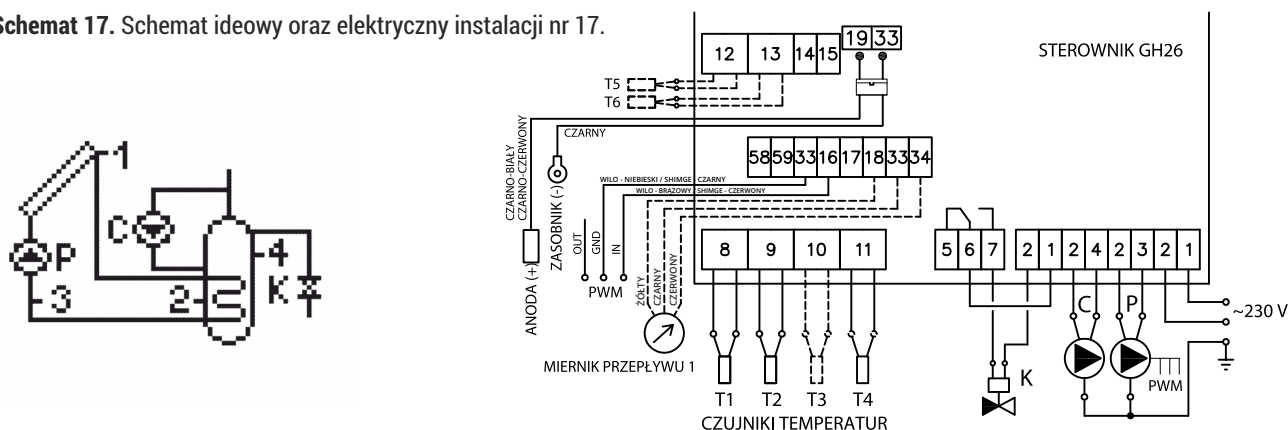 Schemat 17. Schemat ideowy oraz elektryczny instalacji nr 17.
1
C
P
4
K
3
2
STEROWNIK GH26
12 13 14 15
19 33
T5
T6
CZARNO-BIAŁY
CZARNO-CZERWONY
CZARNY
58 59 33 16 17 18 33 34
WILO - NIEBIESKI / SHIMGE - CZARNY
WILO - BRAZOWY / SHIMGE - CZERWONY
ANODA (+)
ZASOBNIK (-)
OUT
GND
IN
PWM
ŻÓŁTY
CZARNY
CZERWONY
8 9 10 11
5 6 7
2 1 2 4 2 3 2 1
C
P
~230 V
MIERNIK PRZEPŁYWU 1
K
PWM
T1 T2 T3 T4
CZUJNIKI TEMPERATUR